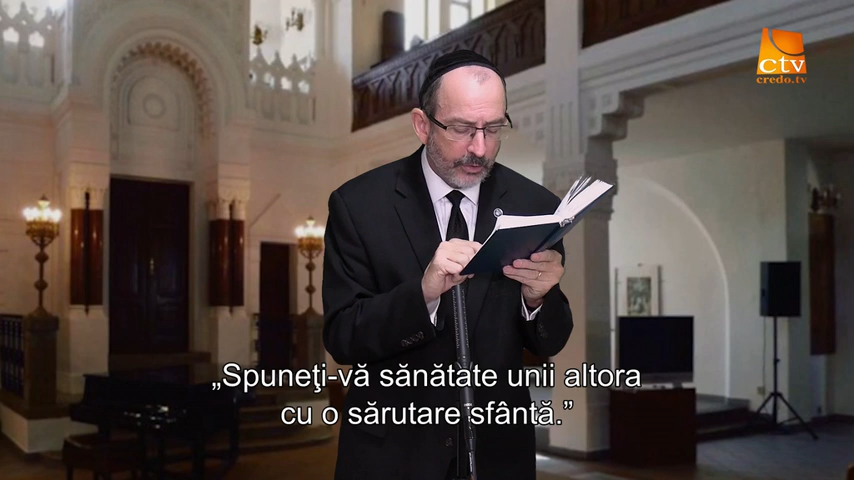 ctv
credo.tv
„Spuneţi-vă sănătate unii altora
cu o sărutare sfântă.”